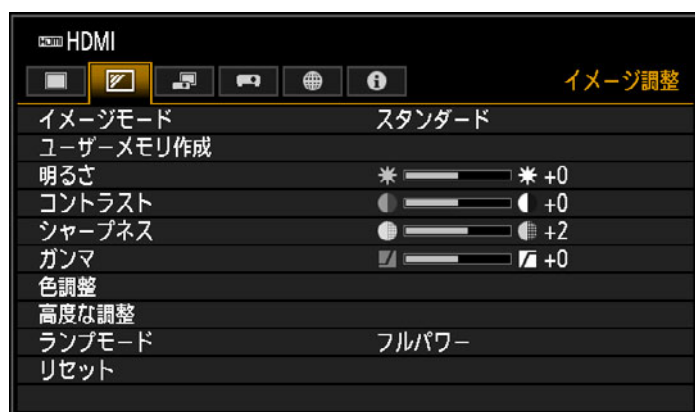 HDMI HDMI
イメージ調整
イメージモード スタンダード
ユーザーメモリ作成
明るさ +0
コントラスト +0
シャープネス +2
ガンマ +0
色調整
高度な調整
ランプモード フルパワー
リセット